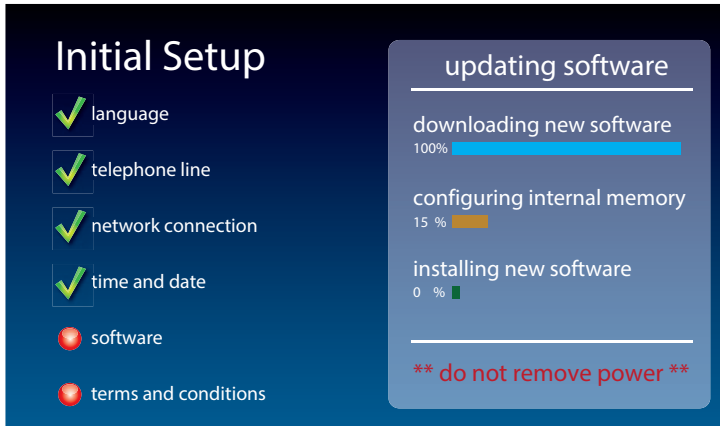 Initial Setup
language
telephone line
network connection
time and date
software
terms and conditions
updating software
downloading new software
100%
configuring internal memory
15 %
installing new software
0 %
** do not remove power **